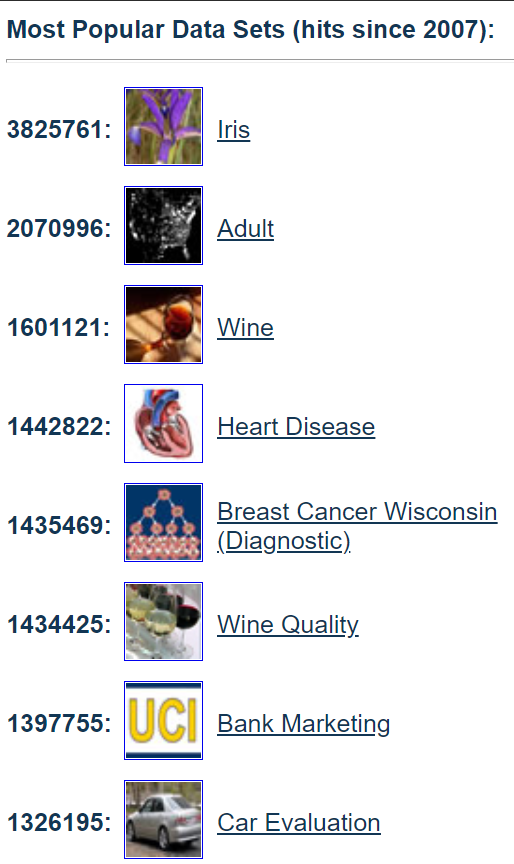 Most Popular Data Sets (hits since 2007):
3825761: Iris
2070996: Adult
1601121: Wine
1442822: Heart Disease
1435469: Breast Cancer Wisconsin
(Diagnostic)
1434425: Wine Quality
1397755: UCI Bank Marketing
1326195: Car Evaluation